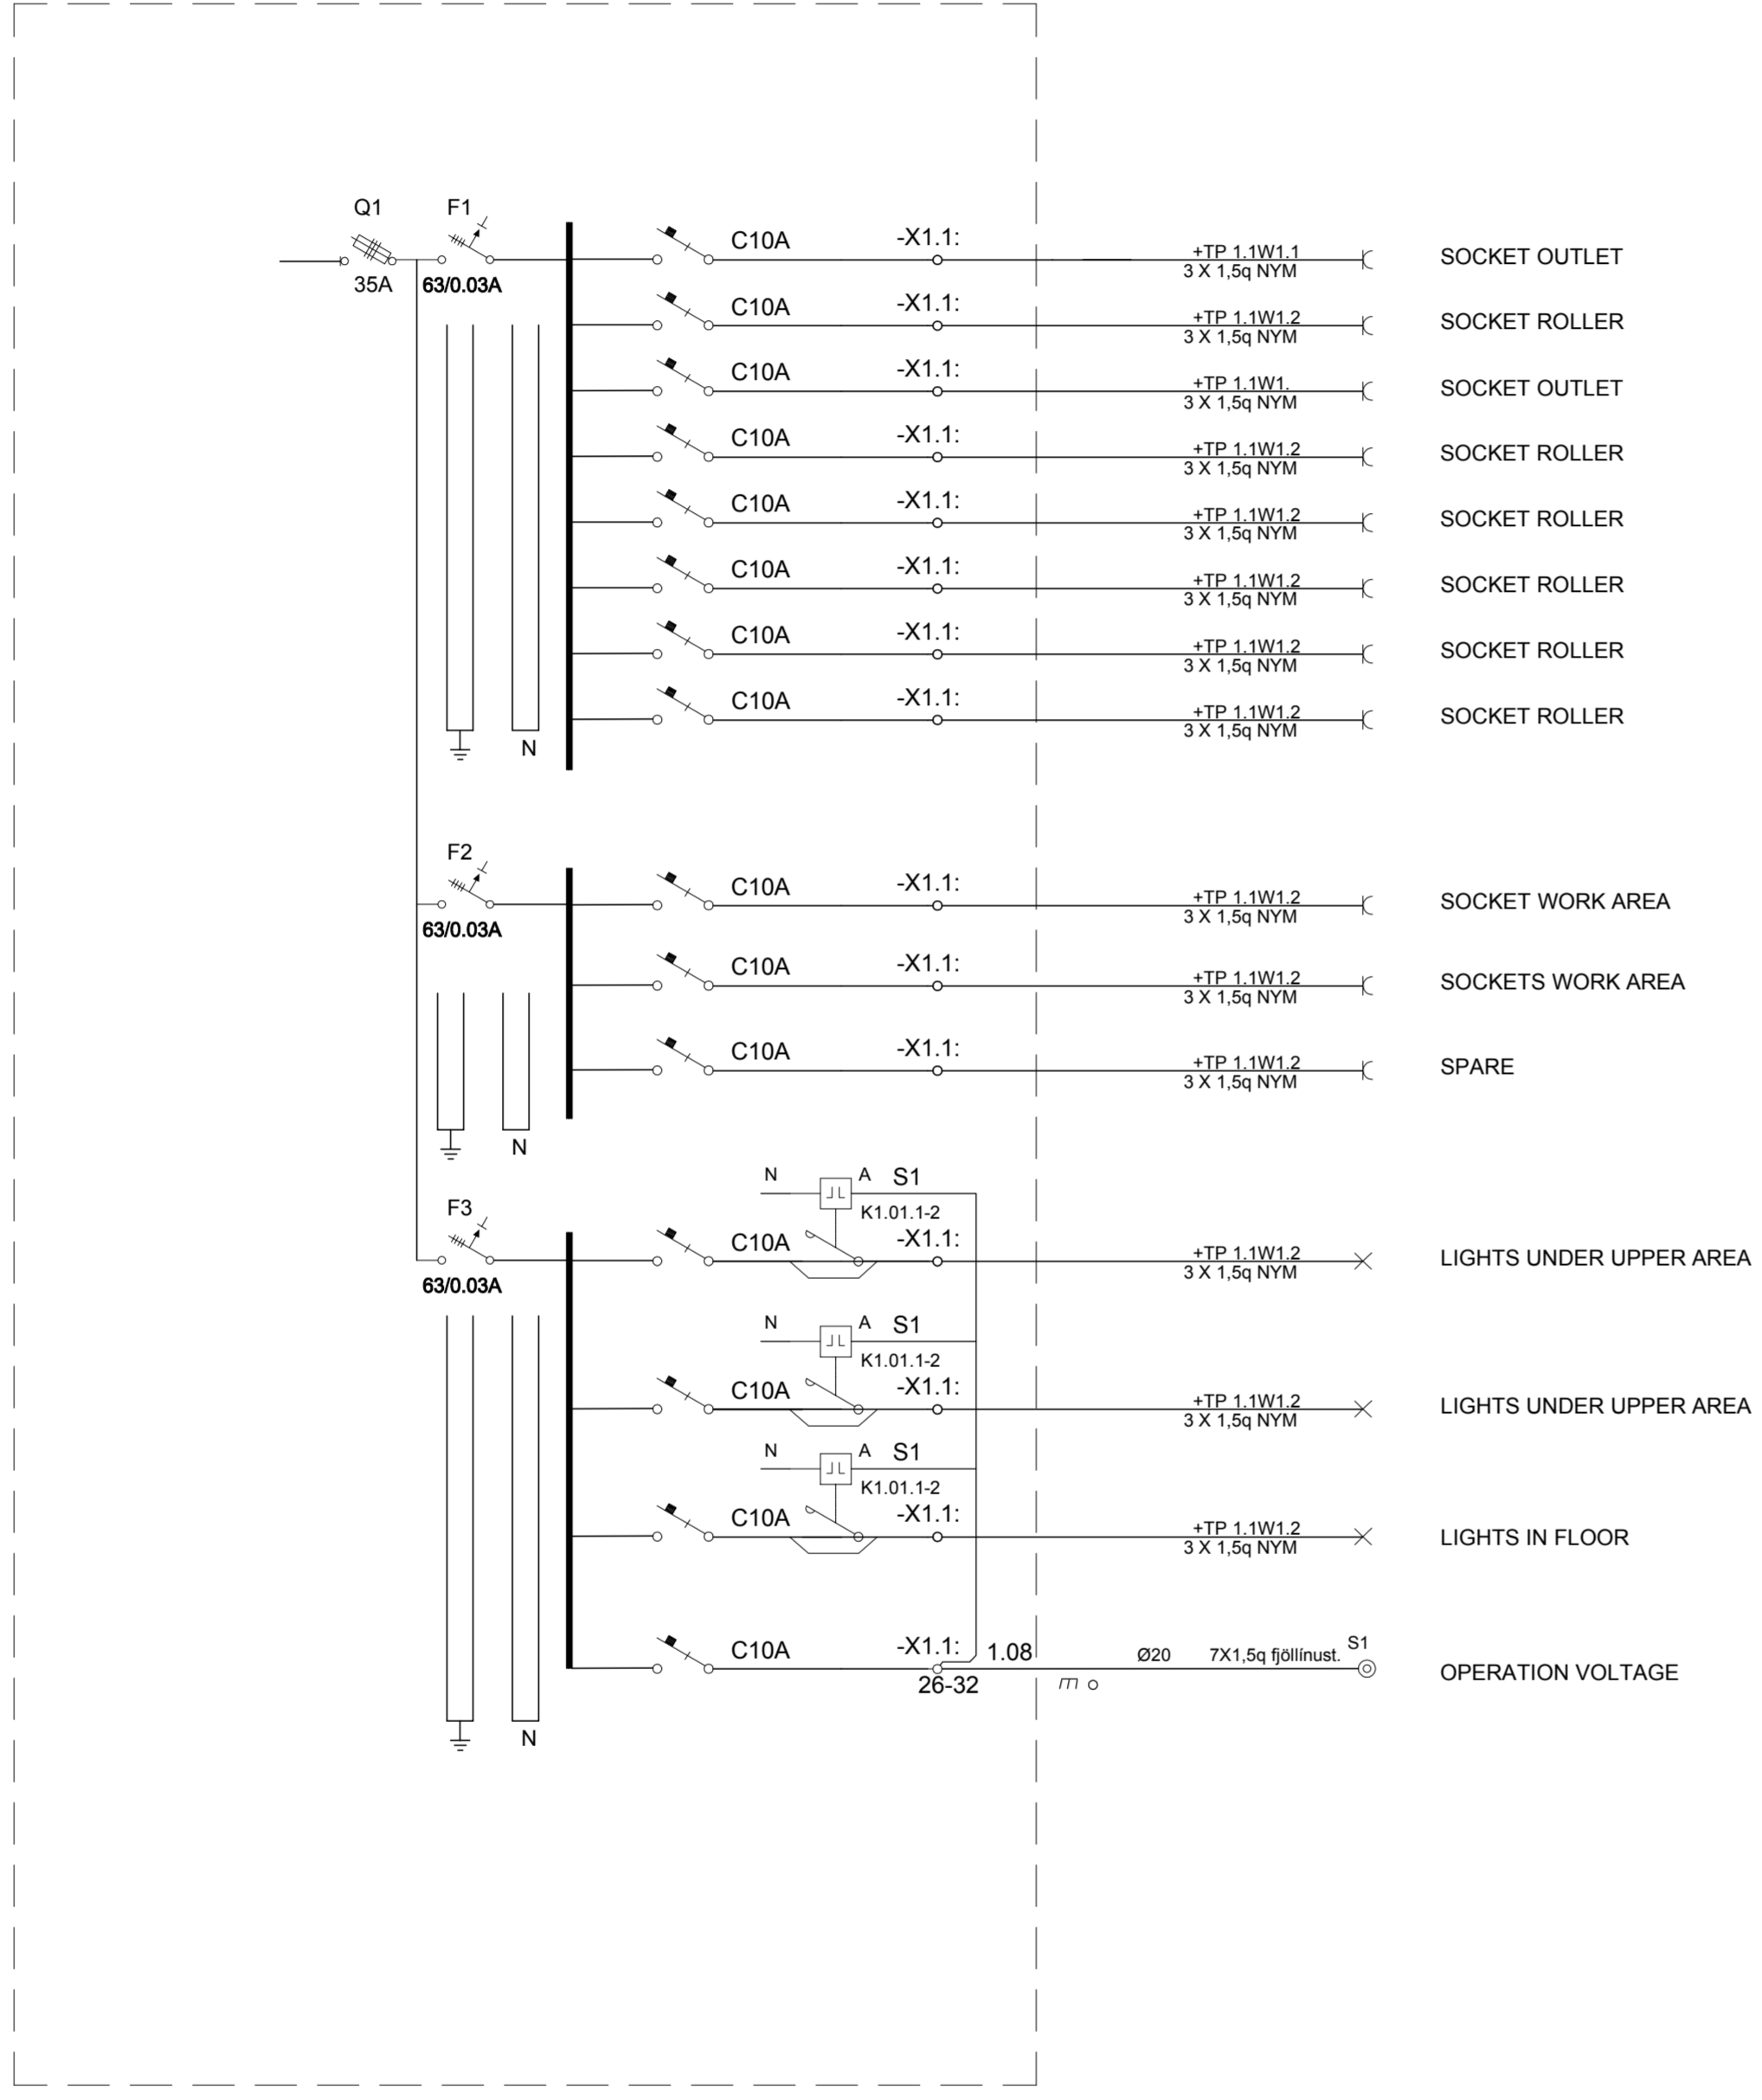 Q1 F1
35A 63/0.03A
C10A -X1.1: +TP 1.1W1.1 SOCKET OUTLET
3 X 1,5q NYM
C10A -X1.1: +TP 1.1W1.2 SOCKET ROLLER
3 X 1,5q NYM
C10A -X1.1: +TP 1.1W1. SOCKET OUTLET
3 X 1,5q NYM
C10A -X1.1: +TP 1.1W1.2 SOCKET ROLLER
3 X 1,5q NYM
C10A -X1.1: +TP 1.1W1.2 SOCKET ROLLER
3 X 1,5q NYM
C10A -X1.1: +TP 1.1W1.2 SOCKET ROLLER
3 X 1,5q NYM
C10A -X1.1: +TP 1.1W1.2 SOCKET ROLLER
3 X 1,5q NYM
C10A -X1.1: +TP 1.1W1.2 SOCKET ROLLER
3 X 1,5q NYM
N
F2
63/0.03A
C10A -X1.1: +TP 1.1W1.2 SOCKET WORK AREA
3 X 1,5q NYM
C10A -X1.1: +TP 1.1W1.2 SOCKETS WORK AREA
3 X 1,5q NYM
C10A -X1.1: +TP 1.1W1.2 SPARE
3 X 1,5q NYM
N
F3
63/0.03A
N A S1
K1.01.1-2
C10A -X1.1: +TP 1.1W1.2 LIGHTS UNDER UPPER AREA
3 X 1,5q NYM
N A S1
K1.01.1-2
C10A -X1.1: +TP 1.1W1.2 LIGHTS UNDER UPPER AREA
3 X 1,5q NYM
N A S1
K1.01.1-2
C10A -X1.1: +TP 1.1W1.2 LIGHTS IN FLOOR
3 X 1,5q NYM
C10A -X1.1: 1.08 Ø20 7X1,5q fjöllínust. S1 OPERATION VOLTAGE
26-32
N